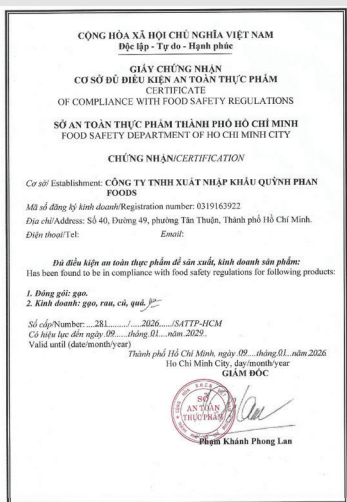 CỘNG HÒA XÃ HỘI CHỦ NGHĨA VIỆT NAM
Độc lập - Tự do - Hạnh phúc
GIẤY CHỨNG NHẬN
CƠ SỞ ĐỦ ĐIỀU KIỆN AN TOÀN THỰC PHẨM
CERTIFICATE
OF COMPLIANCE WITH FOOD SAFETY REGULATIONS
SỞ AN TOÀN THỰC PHẨM THÀNH PHỐ HỒ CHÍ MINH
FOOD SAFETY DEPARTMENT OF HO CHI MINH CITY
CHỨNG NHẬN/CERTIFICATION
Cơ sở/ Establishment: CÔNG TY TNHH XUẤT NHẬP KHẨU QUỲNH PHAN
FOODS
Mã số đăng ký kinh doanh/Registration number: 0319163922
Địa chỉ/Address: Số 40, Đường 49, phường Tân Thuận, Thành phố Hồ Chí Minh.
Điện thoại/Tel: Email:
Đủ điều kiện an toàn thực phẩm để sản xuất, kinh doanh sản phẩm:
Has been found to be in compliance with food safety regulations for following products:
1. Đóng gói: gạo.
2. Kinh doanh: gạo, rau, củ, quả.
Số cấp/Number: ....281........../.....2026...../SATTP-HCM
Có hiệu lực đến ngày .09.....tháng .01....năm .2029..
Valid until (date/month/year)
Thành phố Hồ Chí Minh, ngày .09....tháng .01...năm 2026
Ho Chi Minh City, day/month/year
GIÁM ĐỐC
SỞ
AN TOÀN
THỰC PHẨM
Phạm Khánh Phong Lan